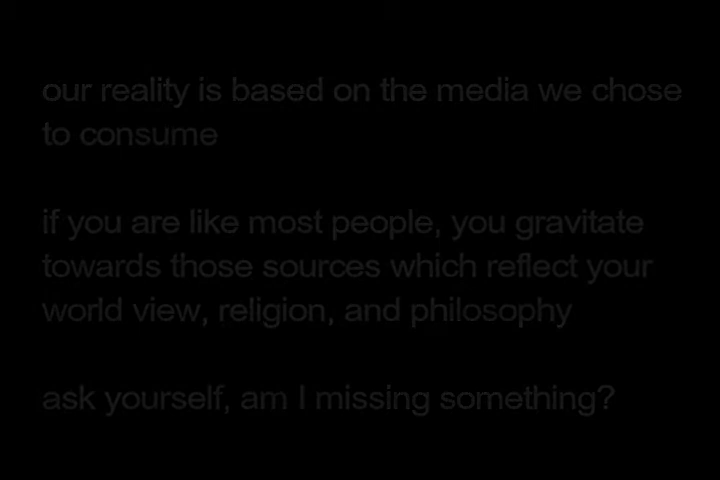 our reality is based on the media we chose
to consume
if you are like most people, you gravitate
towards those sources which reflect your
world view, religion, and philosophy
ask yourself, am I missing something?